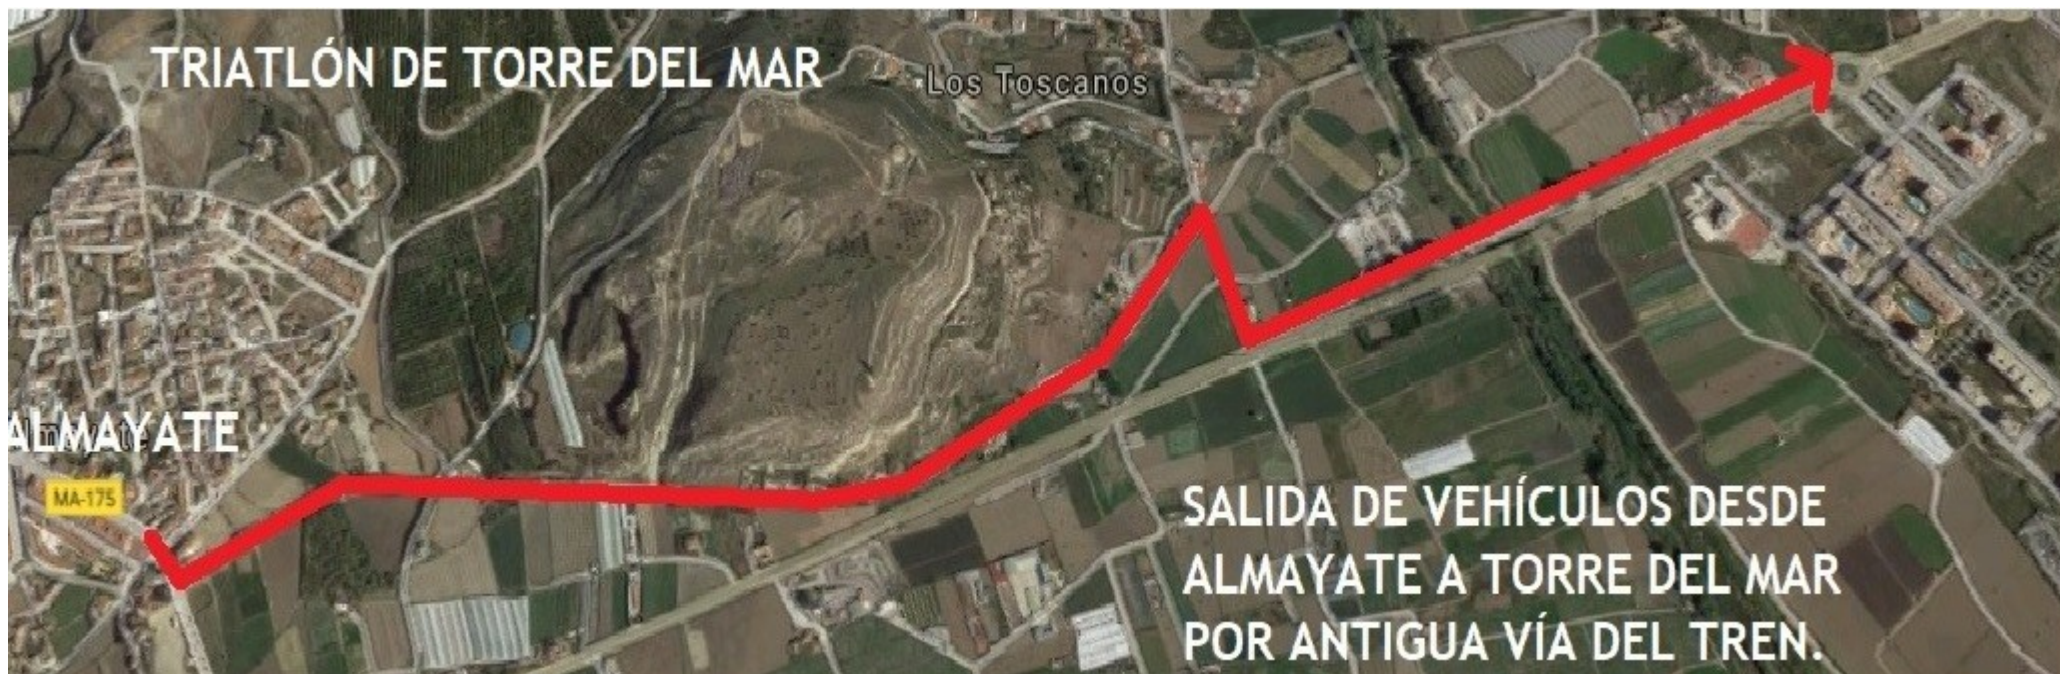 TRIATLÓN DE TORRE DEL MAR
Los Toscanos
ALMAYATE
Almayate
MA-175
SALIDA DE VEHÍCULOS DESDE
ALMAYATE A TORRE DEL MAR
POR ANTIGUA VÍA DEL TREN.